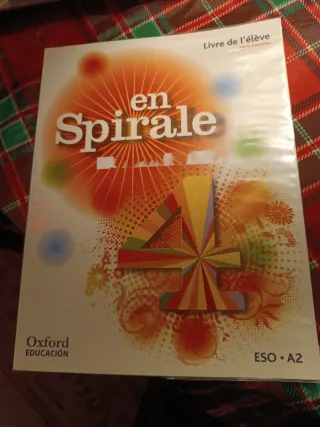 Livre de l'élève
en
Spirale
4
Oxford
EDUCACIÓN
ESO • A2